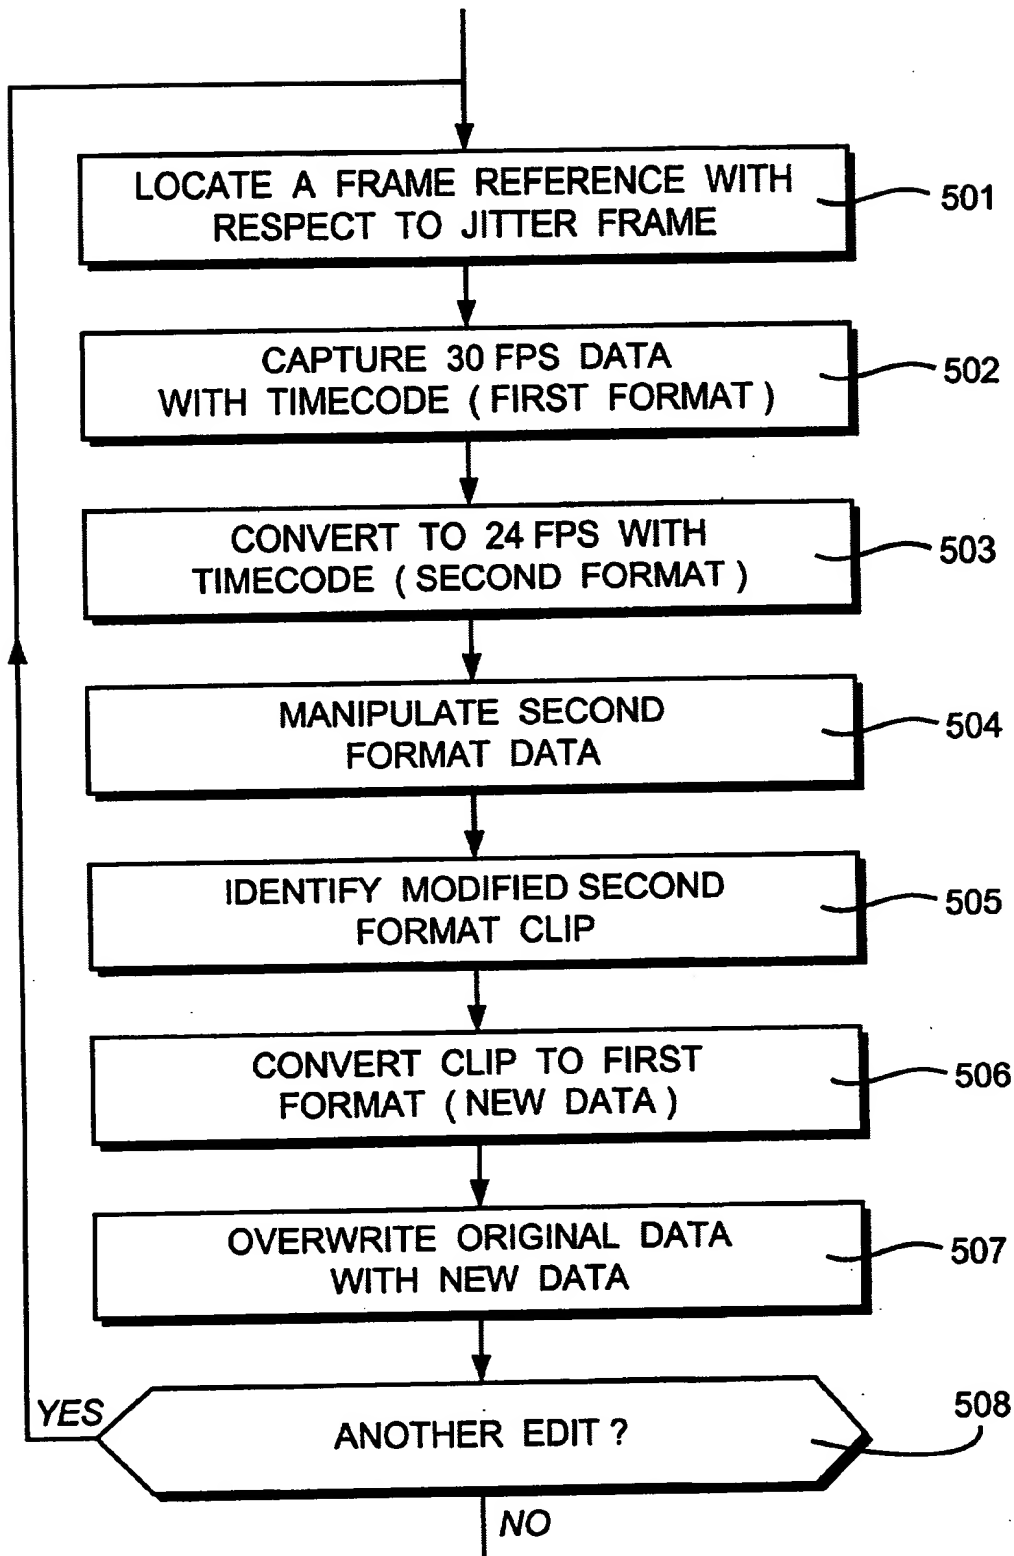 LOCATE A FRAME REFERENCE WITH
RESPECT TO JITTER FRAME
501
CAPTURE 30 FPS DATA
WITH TIMECODE ( FIRST FORMAT )
502
CONVERT TO 24 FPS WITH
TIMECODE ( SECOND FORMAT )
503
MANIPULATE SECOND
FORMAT DATA
504
IDENTIFY MODIFIED SECOND
FORMAT CLIP
505
CONVERT CLIP TO FIRST
FORMAT ( NEW DATA )
506
OVERWRITE ORIGINAL DATA
WITH NEW DATA
507
YES
ANOTHER EDIT ?
508
NO